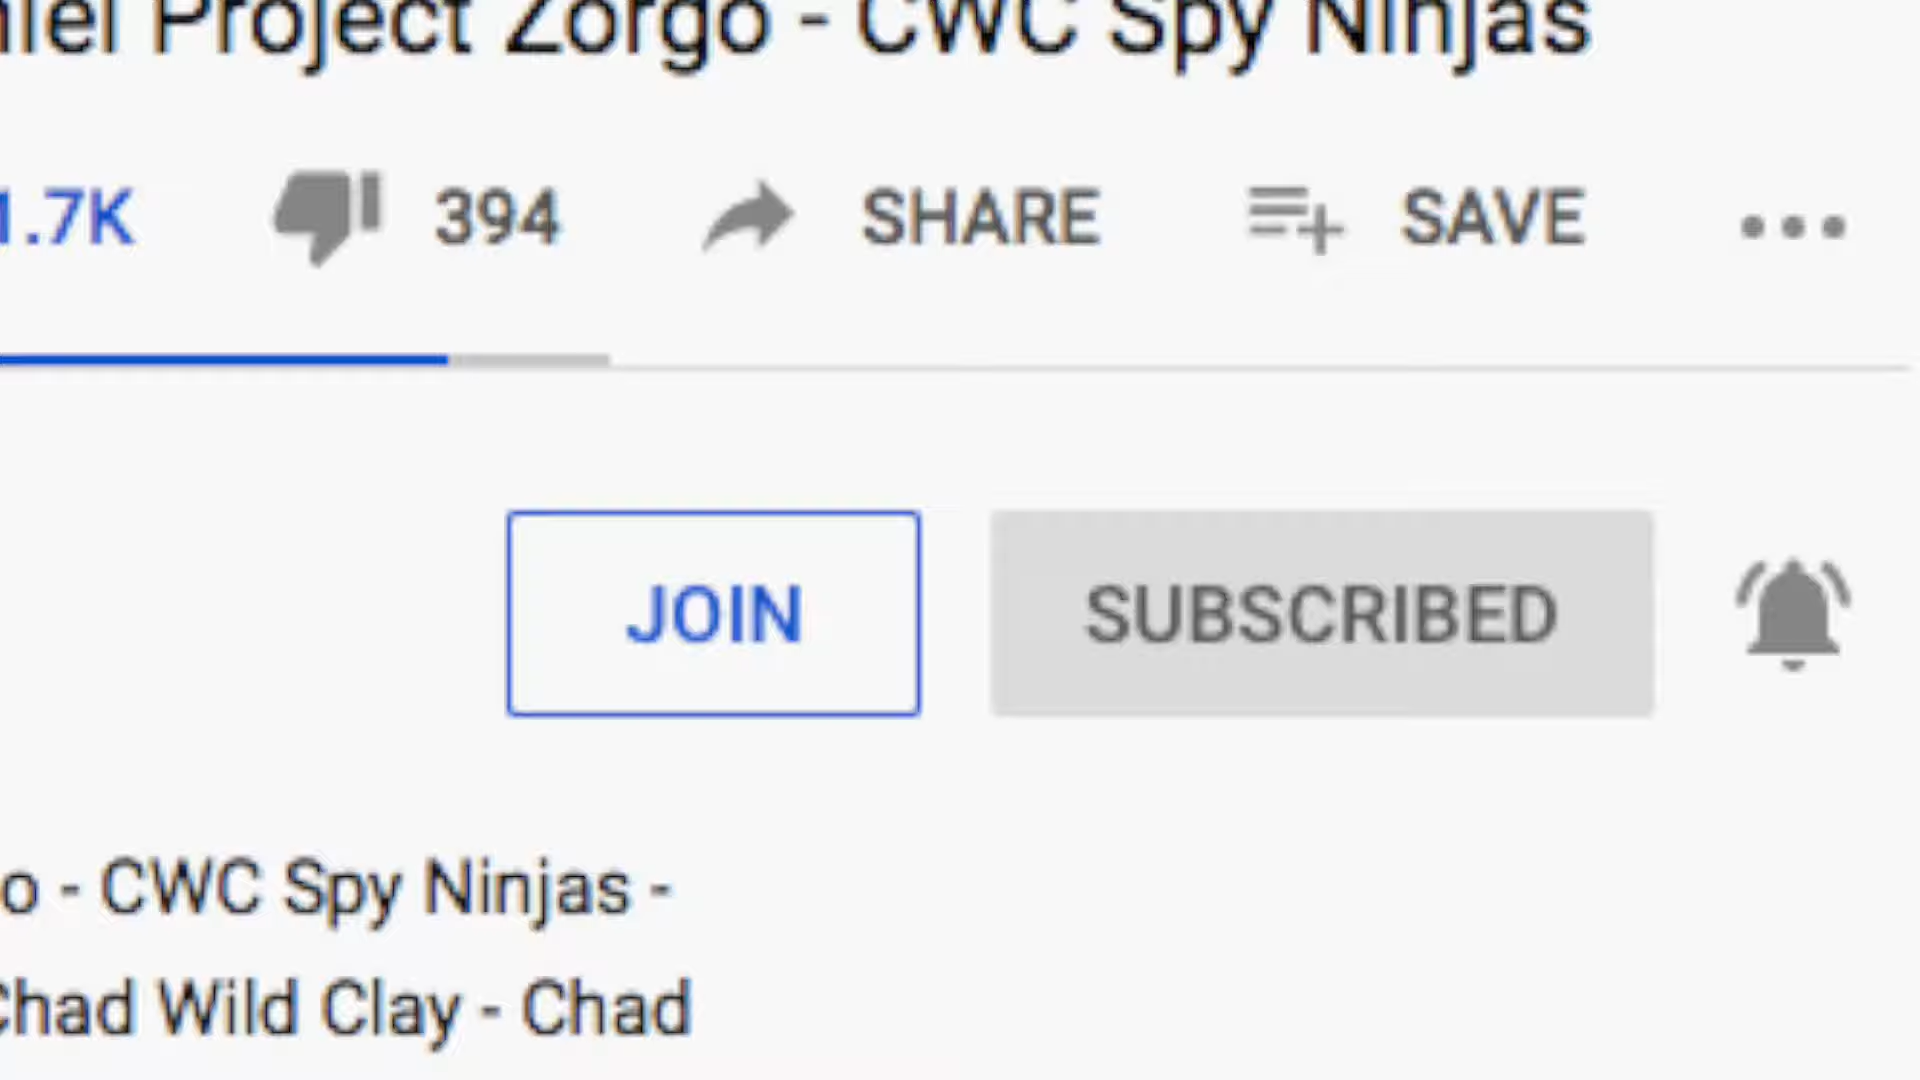 Project Zorgo - CWC Spy Ninjas
1.7K 394 SHARE SAVE
JOIN SUBSCRIBED
o - CWC Spy Ninjas -
Chad Wild Clay - Chad